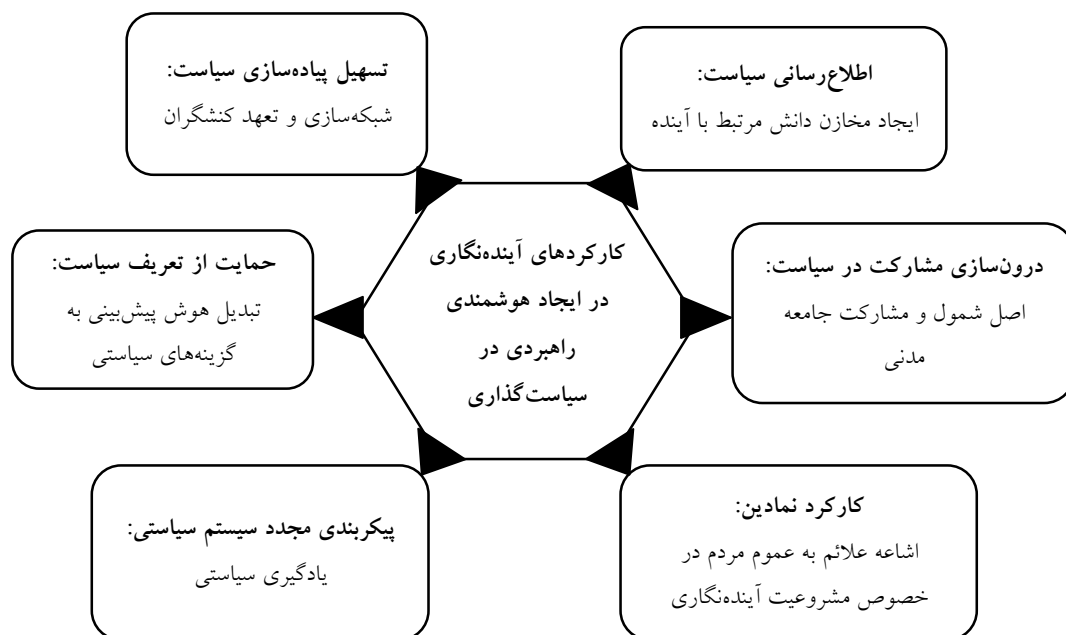 اطلاع‌رسانی سیاست:
ایجاد مخازن دانش مرتبط با آینده
تسهیل پیاده‌سازی سیاست:
شبکه‌سازی و تعهد کنشگران
درون‌سازی مشارکت در سیاست:
اصل شمول و مشارکت جامعه
مدنی
کارکردهای آینده‌نگاری
در ایجاد هوشمندی
راهبردی در
سیاست‌گذاری
حمایت از تعریف سیاست:
تبدیل هوش پیش‌بینی به
گزینه‌های سیاستی
کارکرد نمادین:
اشاعه علائم به عموم مردم در
خصوص مشروعیت آینده‌نگاری
پیکربندی مجدد سیستم سیاستی:
یادگیری سیاستی